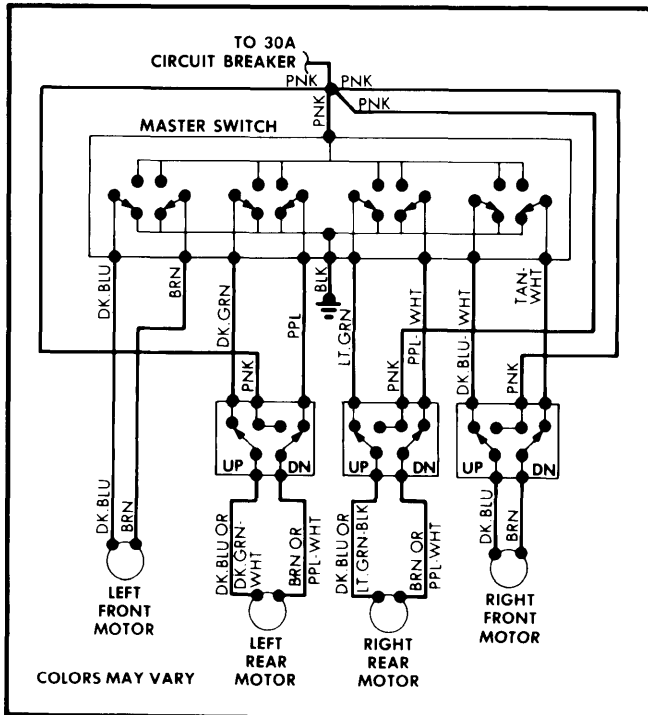 TO 30A
CIRCUIT BREAKER
PNK
PNK
PNK
PNK
MASTER SWITCH
DK.BLU
BRN
DK.GRN
PPL
BLK
LT.GRN
PPL-WHT
DK.BLU-WHT
TAN-
WHT
PNK
PNK
PNK
UP
DN
UP
DN
UP
DN
DK.BLU
BRN
DK.BLU OR
DK.GRN-
WHT
BRN OR
PPL-WHT
DK.BLU OR
LT.GRN-BLK
BRN OR
PPL-WHT
DK.BLU
BRN
LEFT
FRONT
MOTOR
LEFT
REAR
MOTOR
RIGHT
REAR
MOTOR
RIGHT
FRONT
MOTOR
COLORS MAY VARY